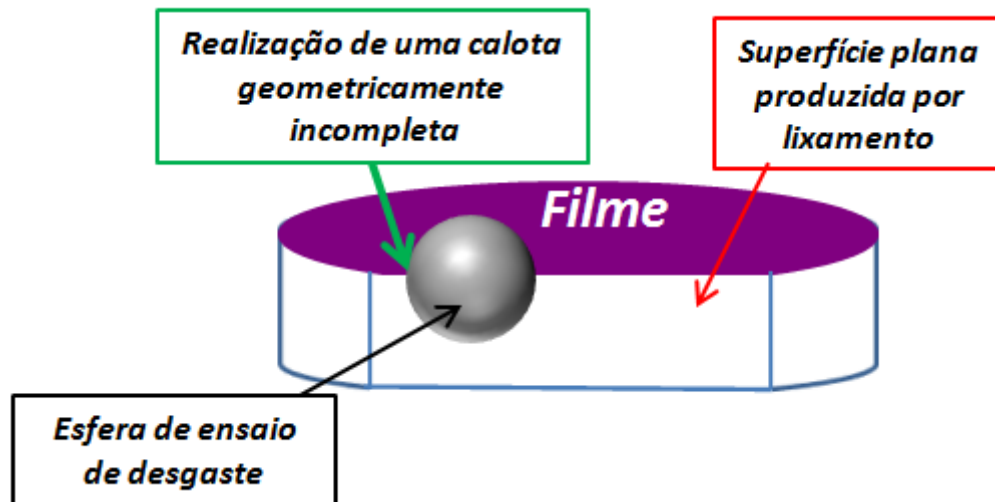 Realização de uma calota
geometricamente
incompleta
Superfície plana
produzida por
lixamento
Filme
Esfera de ensaio
de desgaste